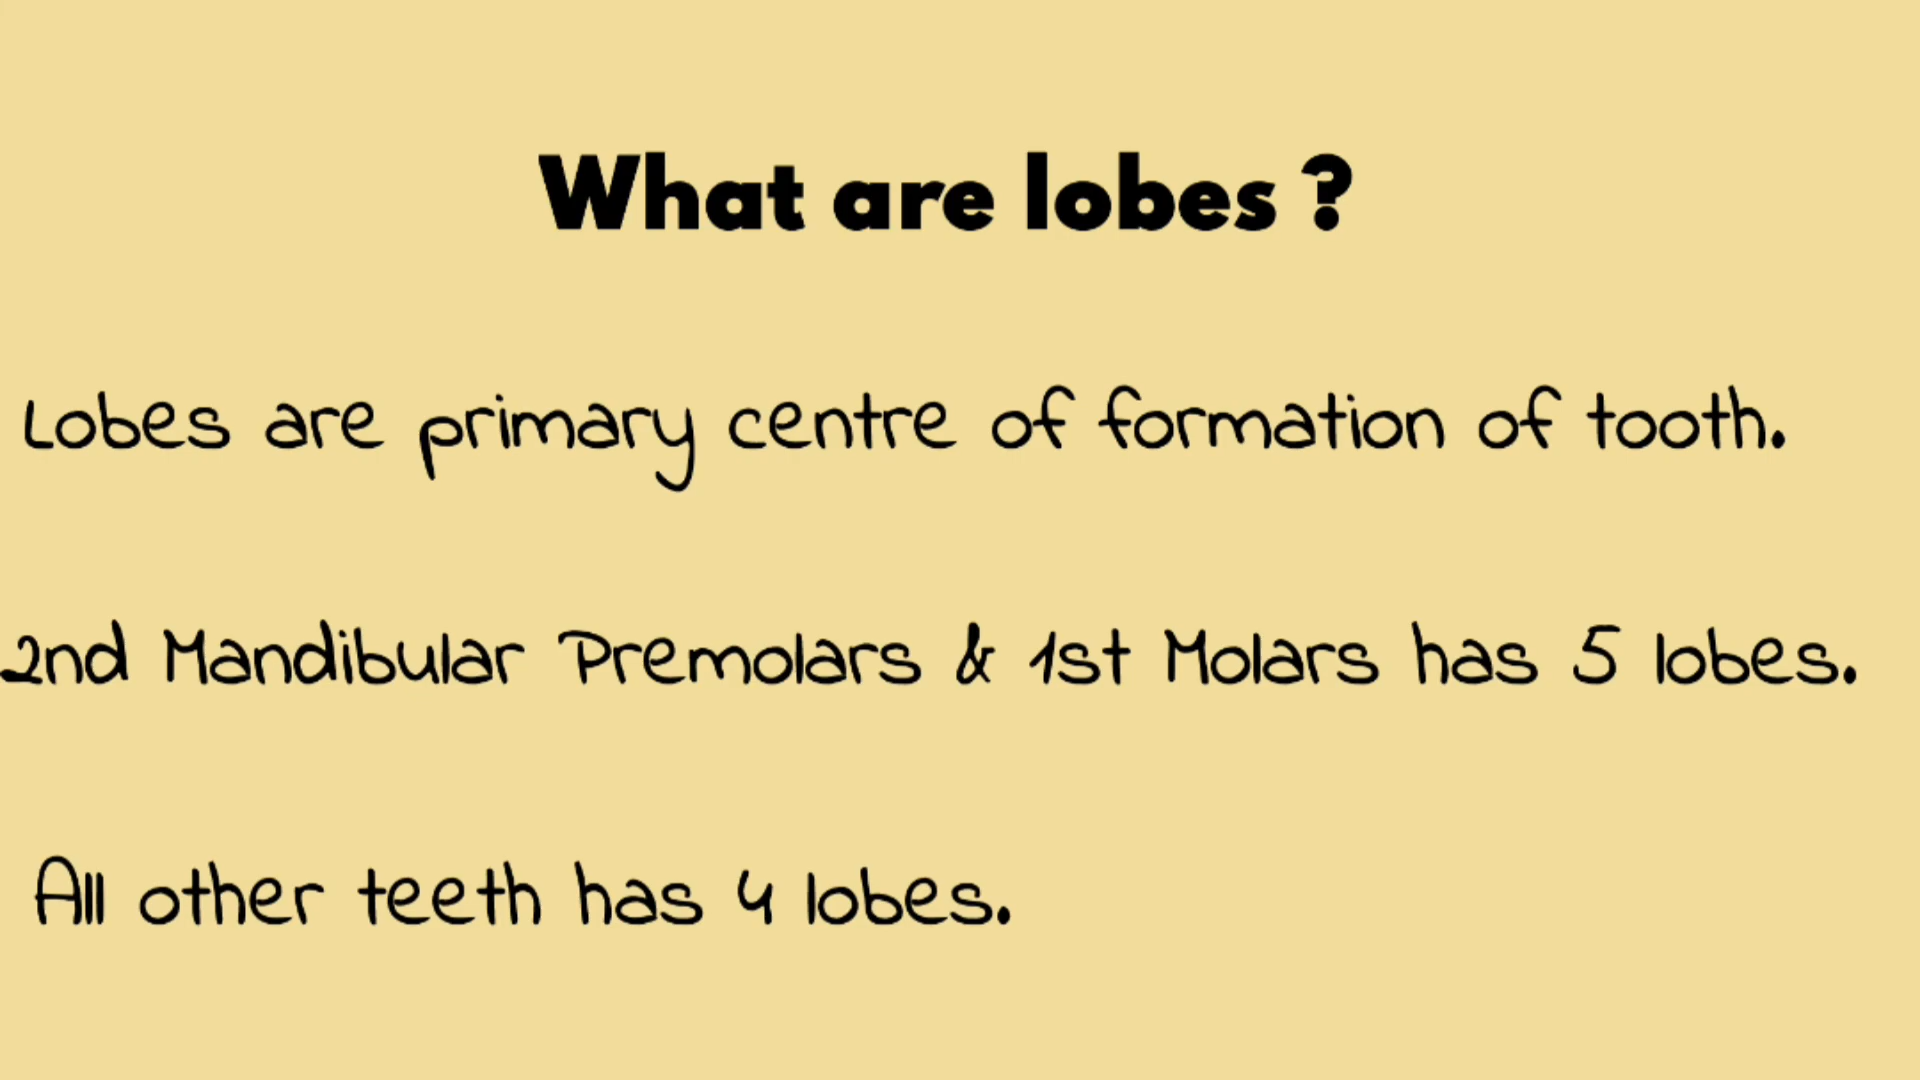 What are lobes ?
Lobes are primary centre of formation of tooth.
2nd Mandibular Premolars & 1st Molars has 5 lobes.
All other teeth has 4 lobes.